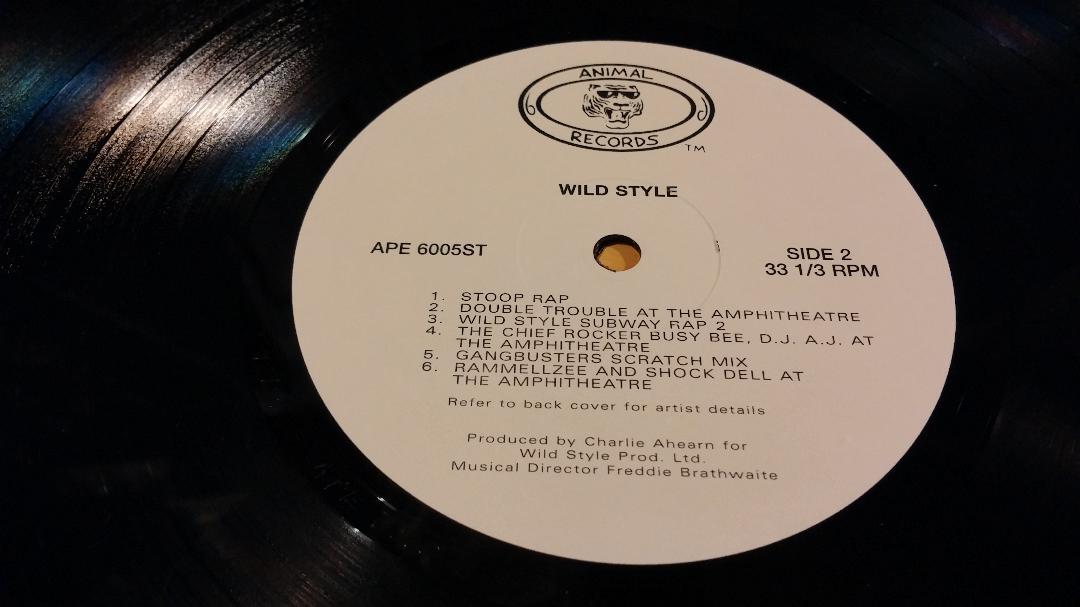 ANIMAL
RECORDS
TM
WILD STYLE
APE 6005ST
SIDE 2
33 1/3 RPM
1. STOOP RAP
2. DOUBLE TROUBLE AT THE AMPHITHEATRE
3. WILD STYLE SUBWAY RAP 2
4. THE CHIEF ROCKER BUSY BEE, D.J. A.J. AT
THE AMPHITHEATRE
5. GANGBUSTERS SCRATCH MIX
6. RAMMELLZEE AND SHOCK DELL AT
THE AMPHITHEATRE
Refer to back cover for artist details
Produced by Charlie Ahearn for
Wild Style Prod. Ltd.
Musical Director Freddie Brathwaite